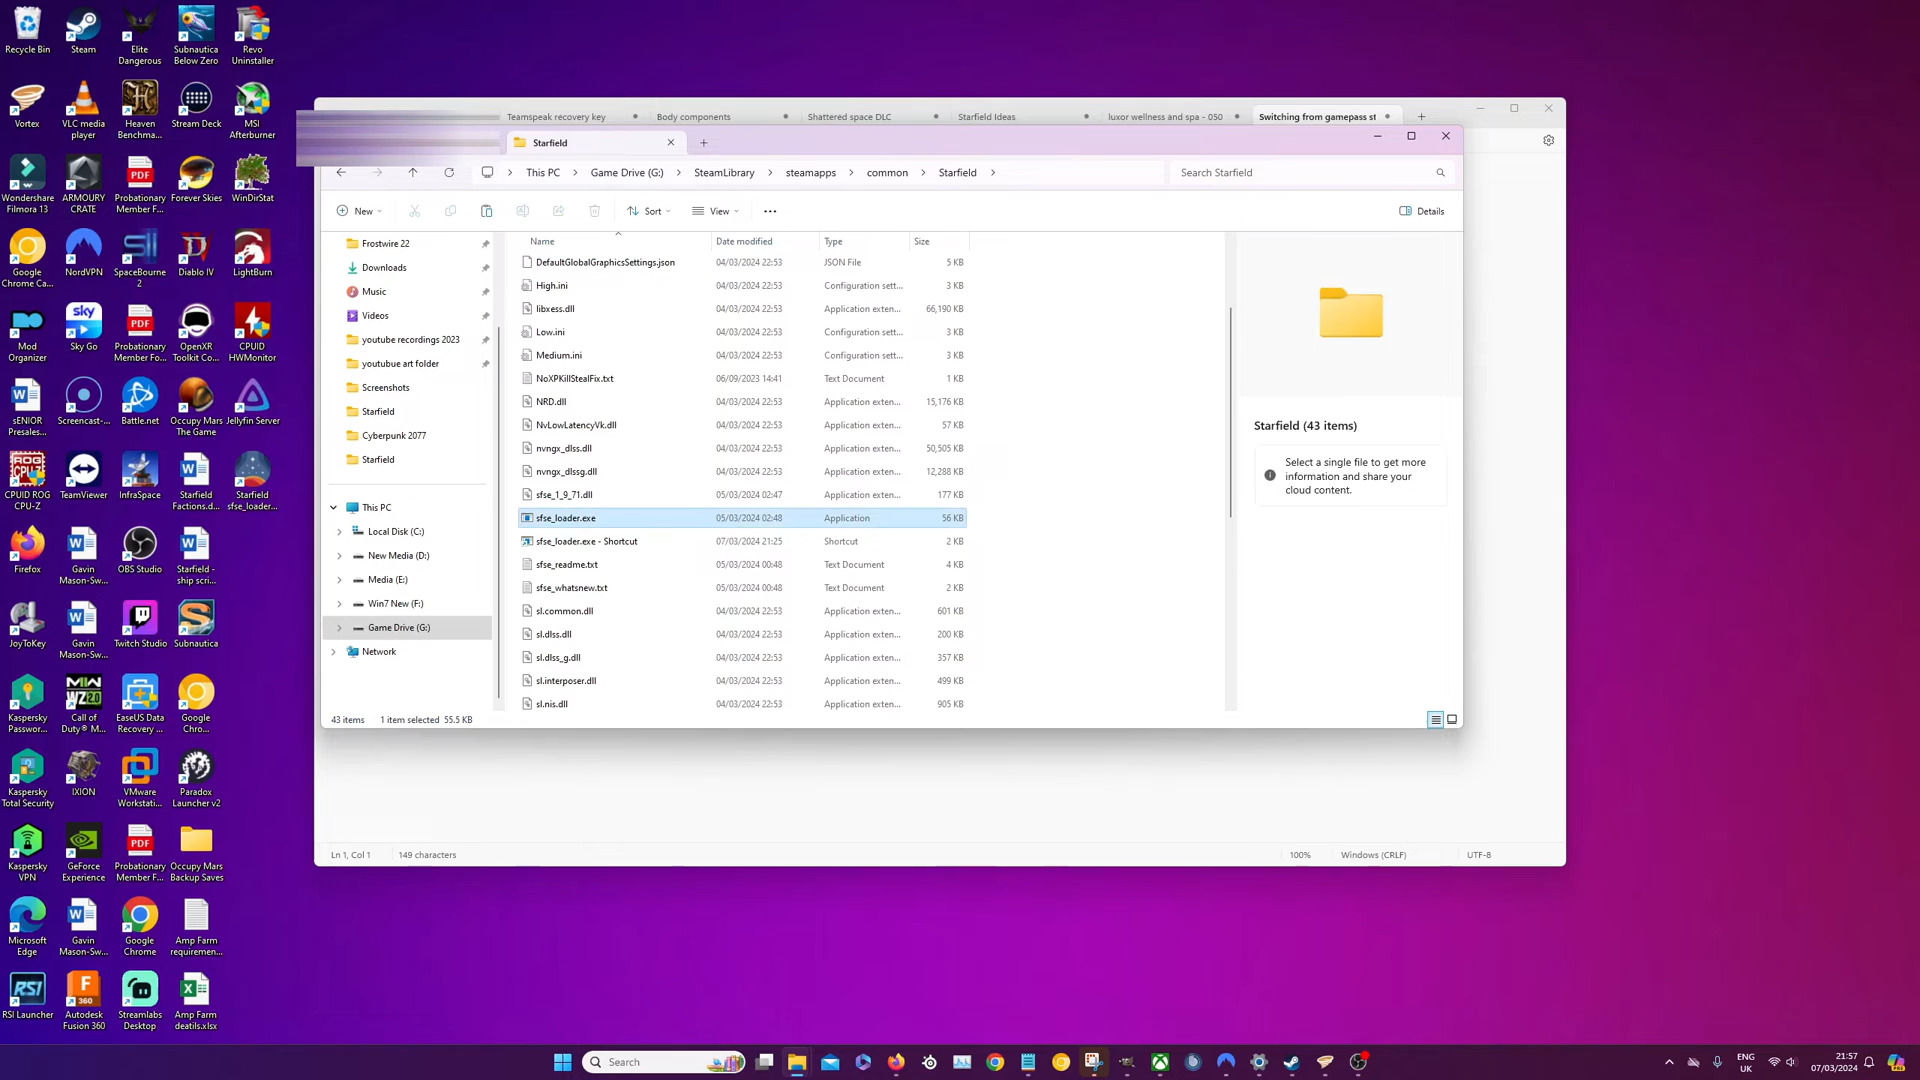 Recycle Bin
Steam
Elite
Dangerous
Subnautica
Below Zero
Revo
Uninstaller
Vortex
VLC media
player
Heaven
Benchma...
Stream Deck
MSI
Afterburner
Wondershare
Filmora 13
ARMOURY
CRATE
Probationary
Member F...
Forever Skies
WinDirStat
Google
Chrome Ca...
NordVPN
SpaceBourne
2
Diablo IV
LightBurn
Mod
Organizer
Sky Go
Probationary
Member Fo...
OpenXR
Toolkit Co...
CPUID
HWMonitor
sENIOR
Presales...
Screencast-...
Battle.net
Occupy Mars
The Game
Jellyfin Server
CPUID ROG
CPU-Z
TeamViewer
InfraSpace
Starfield
Factions.d...
Starfield
sfse_loader...
Firefox
Gavin
Mason-Sw...
OBS Studio
Starfield -
ship scri...
JoyToKey
Gavin
Mason-Sw...
Twitch Studio
Subnautica
Kaspersky
Passwor...
Call of
Duty® M...
EaseUS Data
Recovery ...
Google
Chro...
Kaspersky
Total Security
IXION
VMware
Workstati...
Paradox
Launcher v2
Kaspersky
VPN
GeForce
Experience
Probationary
Member F...
Occupy Mars
Backup Saves
Microsoft
Edge
Gavin
Mason-Sw...
Google
Chrome
Amp Farm
requiremen...
RSI Launcher
Autodesk
Fusion 360
Streamlabs
Desktop
Amp Farm
deatils.xlsx
Teamspeak recovery key
Body components
Shattered space DLC
Starfield Ideas
luxor wellness and spa - 050
Switching from gamepass st
Starfield
This PC > Game Drive (G:) > SteamLibrary > steamapps > common > Starfield >
Search Starfield
New
Sort
View
Details
Frostwire 22
Downloads
Music
Videos
youtube recordings 2023
youtubue art folder
Screenshots
Starfield
Cyberpunk 2077
Starfield
This PC
Local Disk (C:)
New Media (D:)
Media (E:)
Win7 New (F:)
Game Drive (G:)
Network
Name Date modified Type Size
DefaultGlobalGraphicsSettings.json 04/03/2024 22:53 JSON File 5 KB
High.ini 04/03/2024 22:53 Configuration sett... 3 KB
libxess.dll 04/03/2024 22:53 Application exten... 66,190 KB
Low.ini 04/03/2024 22:53 Configuration sett... 3 KB
Medium.ini 04/03/2024 22:53 Configuration sett... 3 KB
NoXPKillStealFix.txt 06/09/2023 14:41 Text Document 1 KB
NRD.dll 04/03/2024 22:53 Application exten... 15,176 KB
NvLowLatencyVk.dll 04/03/2024 22:53 Application exten... 57 KB
nvngx_dlss.dll 04/03/2024 22:53 Application exten... 50,505 KB
nvngx_dlssg.dll 04/03/2024 22:53 Application exten... 12,288 KB
sfse_1_9_71.dll 05/03/2024 02:47 Application exten... 177 KB
sfse_loader.exe 05/03/2024 02:48 Application 56 KB
sfse_loader.exe - Shortcut 07/03/2024 21:25 Shortcut 2 KB
sfse_readme.txt 05/03/2024 00:48 Text Document 4 KB
sfse_whatsnew.txt 05/03/2024 00:48 Text Document 2 KB
sl.common.dll 04/03/2024 22:53 Application exten... 601 KB
sl.dlss.dll 04/03/2024 22:53 Application exten... 200 KB
sl.dlss_g.dll 04/03/2024 22:53 Application exten... 357 KB
sl.interposer.dll 04/03/2024 22:53 Application exten... 499 KB
sl.nis.dll 04/03/2024 22:53 Application exten... 905 KB
Starfield (43 items)
Select a single file to get more
information and share your
cloud content.
43 items 1 item selected 55.5 KB
Ln 1, Col 1 149 characters 100% Windows (CRLF) UTF-8
Search
ENG
UK
21:57
07/03/2024